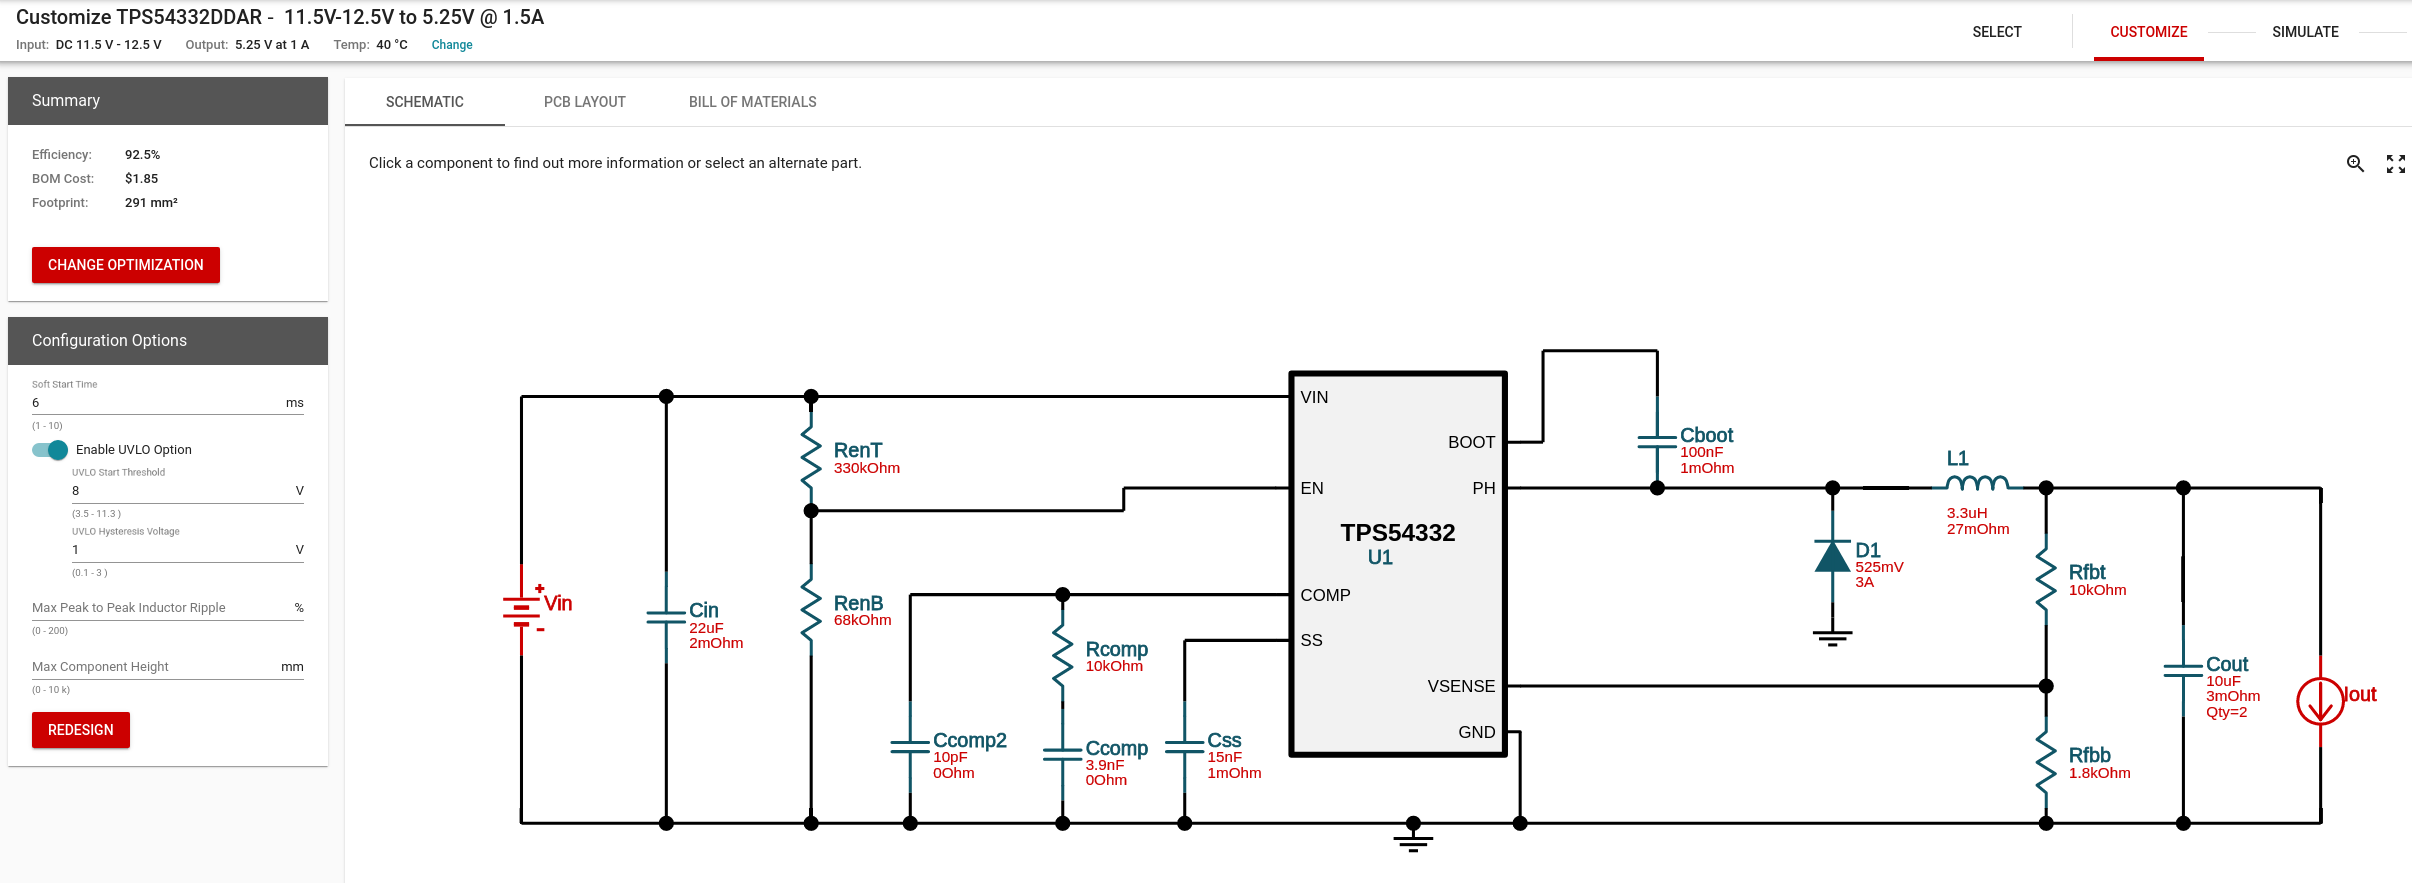 Customize TPS54332DDAR -  11.5V-12.5V to 5.25V @ 1.5A
Input: DC 11.5 V - 12.5 V Output: 5.25 V at 1 A Temp: 40 °C Change
SELECT CUSTOMIZE SIMULATE
Summary
Efficiency: 92.5%
BOM Cost: $1.85
Footprint: 291 mm²
CHANGE OPTIMIZATION
Configuration Options
Soft Start Time
6 ms
(1 - 10)
Enable UVLO Option
UVLO Start Threshold
8 V
(3.5 - 11.3 )
UVLO Hysteresis Voltage
1 V
(0.1 - 3 )
Max Peak to Peak Inductor Ripple %
(0 - 200)
Max Component Height mm
(0 - 10 k)
REDESIGN
SCHEMATIC PCB LAYOUT BILL OF MATERIALS
Click a component to find out more information or select an alternate part.
+
Vin
-
Cin
22uF
2mOhm
RenT
330kOhm
RenB
68kOhm
Ccomp2
10pF
0Ohm
Rcomp
10kOhm
Ccomp
3.9nF
0Ohm
Css
15nF
1mOhm
VIN
EN
COMP
SS
TPS54332
U1
BOOT
PH
VSENSE
GND
Cboot
100nF
1mOhm
D1
525mV
3A
L1
3.3uH
27mOhm
Rfbt
10kOhm
Rfbb
1.8kOhm
Cout
10uF
3mOhm
Qty=2
Iout